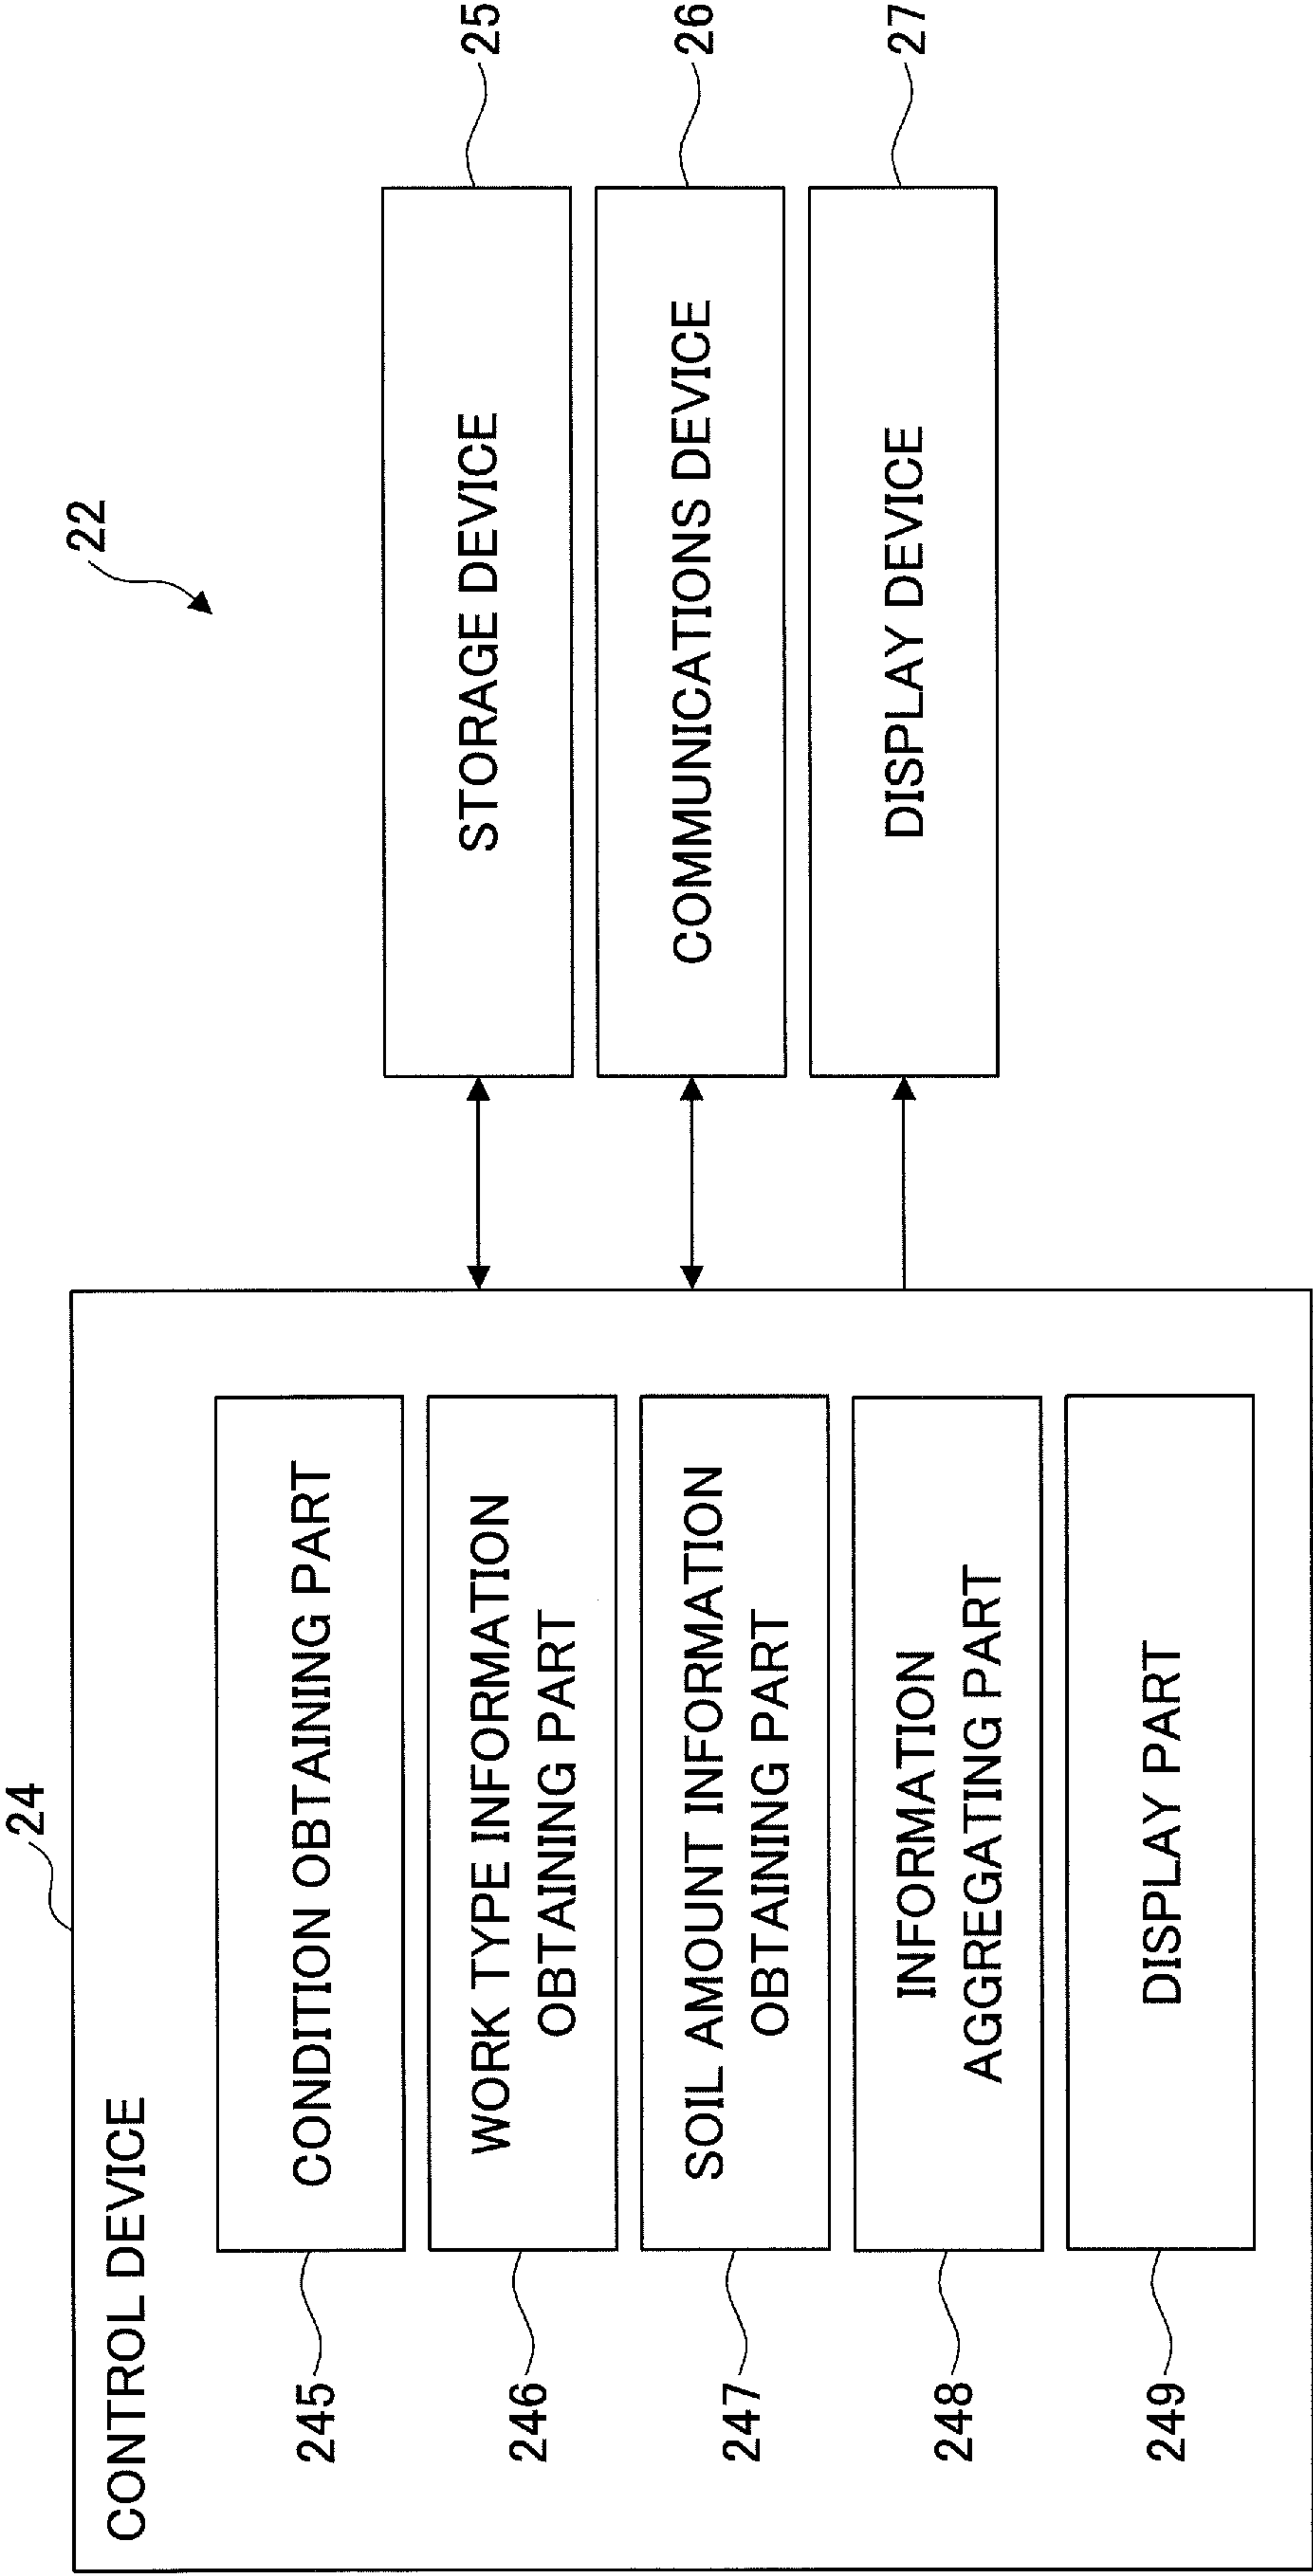 22
24
CONTROL DEVICE
245
CONDITION OBTAINING PART
246
WORK TYPE INFORMATION
OBTAINING PART
247
SOIL AMOUNT INFORMATION
OBTAINING PART
248
INFORMATION
AGGREGATING PART
249
DISPLAY PART
STORAGE DEVICE
25
COMMUNICATIONS DEVICE
26
DISPLAY DEVICE
27